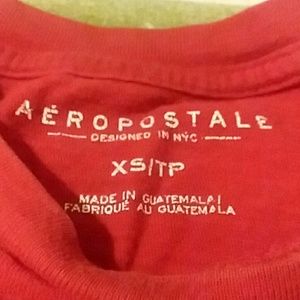 AÉROPOSTALE
DESIGNED IN NYC
XS/TP
MADE IN GUATEMALA/
FABRIQUÉ AU GUATEMALA